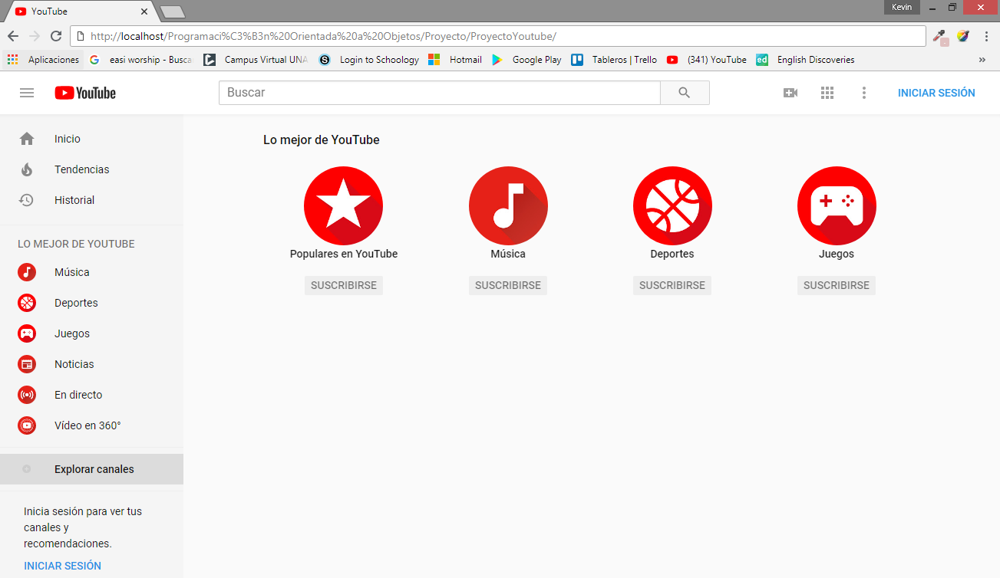 YouTube
Kevin
http://localhost/Programaci%C3%B3n%20Orientada%20a%20Objetos/Proyecto/ProyectoYoutube/
Aplicaciones
easi worship - Busca
Campus Virtual UNA
Login to Schoology
Hotmail
Google Play
Tableros | Trello
(341) YouTube
ed
English Discoveries
»
YouTube
Buscar
INICIAR SESIÓN
Inicio
Tendencias
Historial
LO MEJOR DE YOUTUBE
Música
Deportes
Juegos
Noticias
En directo
Vídeo en 360°
Explorar canales
Inicia sesión para ver tus
canales y
recomendaciones.
INICIAR SESIÓN
Lo mejor de YouTube
Populares en YouTube
SUSCRIBIRSE
Música
SUSCRIBIRSE
Deportes
SUSCRIBIRSE
Juegos
SUSCRIBIRSE